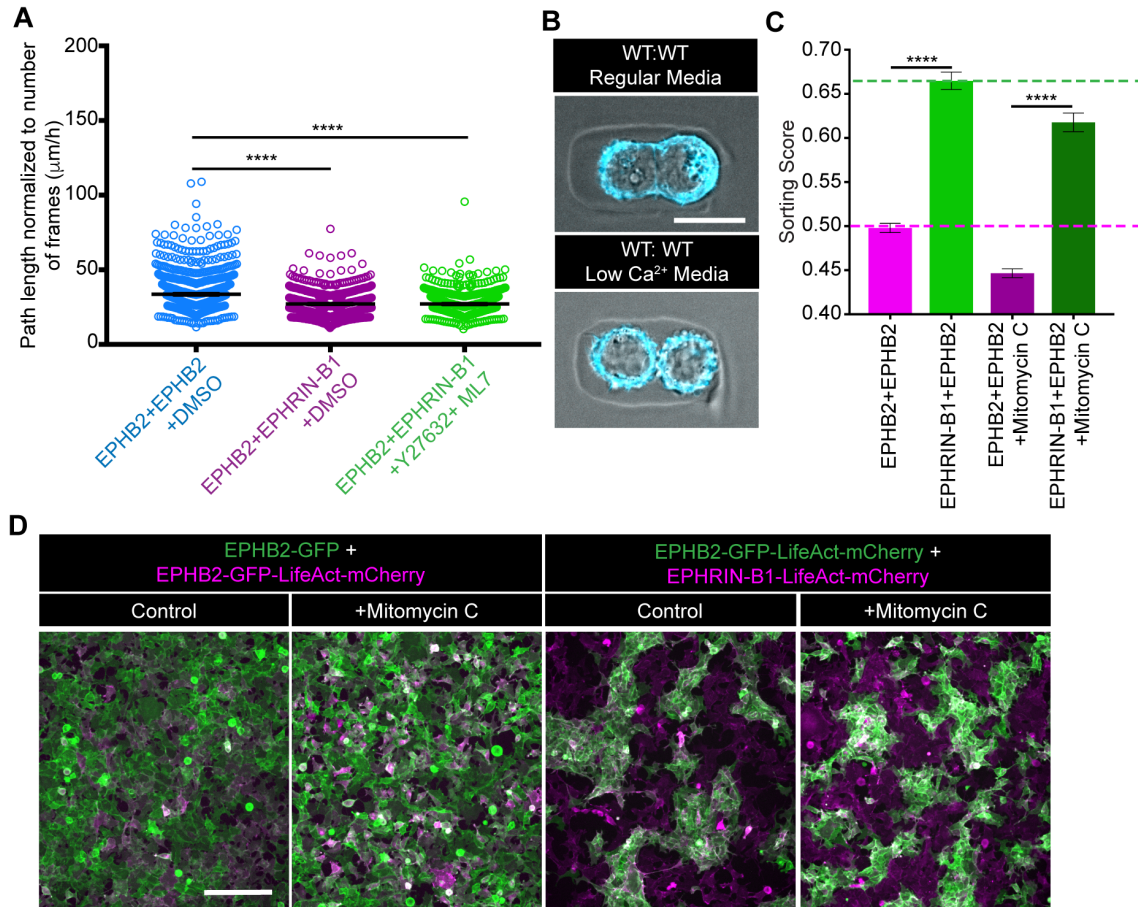 A
Path length normalized to number
of frames (μm/h)
200
150
100
50
0
****
****
EPHB2+EPHB2
+DMSO
EPHB2+EPHRIN-B1
+DMSO
EPHB2+EPHRIN-B1
+Y27632+ ML7
B
WT:WT
Regular Media
WT: WT
Low Ca²⁺ Media
C
Sorting Score
0.70
0.65
0.60
0.50
0.45
0.40
****
****
EPHB2+EPHB2
EPHRIN-B1+EPHB2
EPHB2+EPHB2
+Mitomycin C
EPHRIN-B1+EPHB2
+Mitomycin C
D
EPHB2-GFP +
EPHB2-GFP-LifeAct-mCherry
EPHB2-GFP-LifeAct-mCherry +
EPHRIN-B1-LifeAct-mCherry
Control
+Mitomycin C
Control
+Mitomycin C